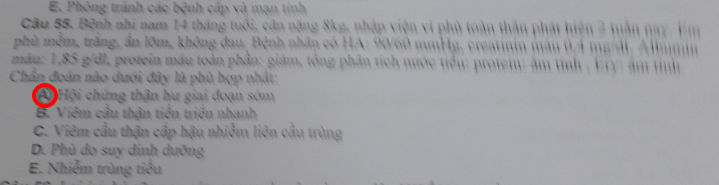 E. Phòng tránh các bệnh cấp và mạn tính
Câu 58. Bệnh nhi nam 14 tháng tuổi, cân nặng 8kg, nhập viện vì phù toàn thân phát hiện 3 tuần nay. Em
phù mềm, trắng, ấn lõm, không đau. Bệnh nhân có HA: 90/60 mmHg, creatinin máu 0,4 mg/dl, Albumin
máu: 1,85 g/dl, protein máu toàn phần: giảm, tổng phân tích nước tiểu: protein: âm tính, Ery: âm tính
Chẩn đoán nào dưới đây là phù hợp nhất:
A. Hội chứng thận hư giai đoạn sớm
B. Viêm cầu thận tiến triển nhanh
C. Viêm cầu thận cấp hậu nhiễm liên cầu trùng
D. Phù do suy dinh dưỡng
E. Nhiễm trùng tiểu